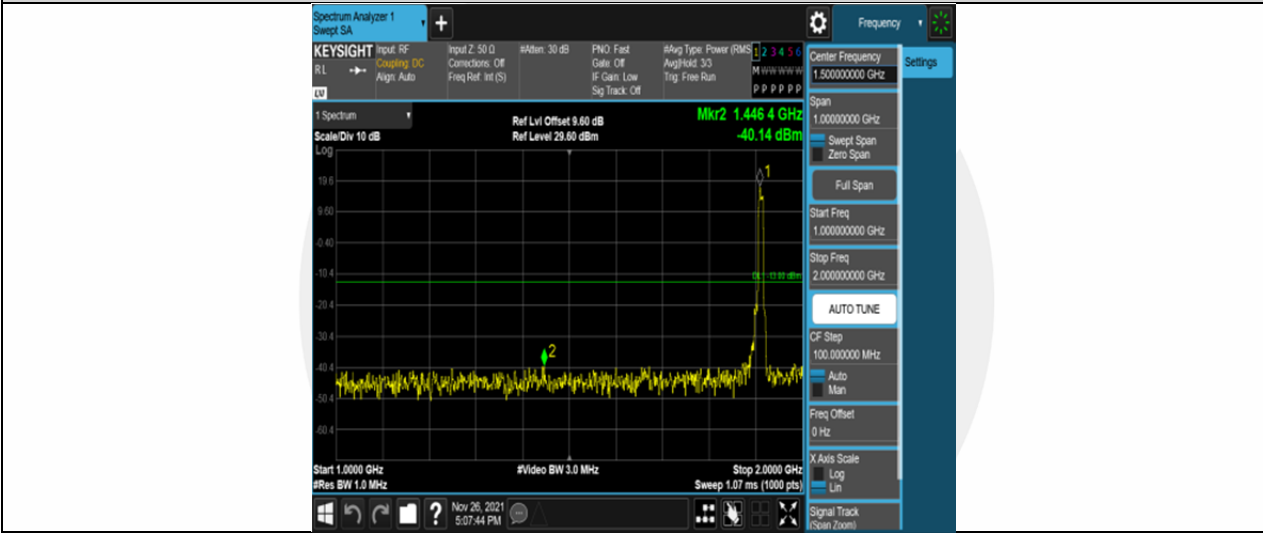 Spectrum Analyzer 1
Swept SA
Frequency
KEYSIGHT
Input: RF
Coupling: DC
Align: Auto
RL
LV
Input Z: 50 Ω
Corrections: Off
Freq Ref: Int (S)
#Atten: 30 dB
PNO: Fast
Gate: Off
IF Gain: Low
Sig Track: Off
#Avg Type: Power (RMS
Avg|Hold: 3/3
Trig: Free Run
1 2 3 4 5 6
M W W W W W
P P P P P P
1 Spectrum
Scale/Div 10 dB
Log
Ref Lvl Offset 9.60 dB
Ref Level 29.60 dBm
Mkr2 1.446 4 GHz
-40.14 dBm
19.6
9.60
-0.40
-10.4
-20.4
-30.4
-40.4
-50.4
-60.4
1
DL1 -13.00 dBm
2
Start 1.0000 GHz
#Res BW 1.0 MHz
#Video BW 3.0 MHz
Stop 2.0000 GHz
Sweep 1.07 ms (1000 pts)
Nov 26, 2021
5:07:44 PM
Center Frequency
1.500000000 GHz
Span
1.00000000 GHz
Swept Span
Zero Span
Full Span
Start Freq
1.000000000 GHz
Stop Freq
2.000000000 GHz
AUTO TUNE
CF Step
100.000000 MHz
Auto
Man
Freq Offset
0 Hz
X Axis Scale
Log
Lin
Signal Track
(Span Zoom)
Settings